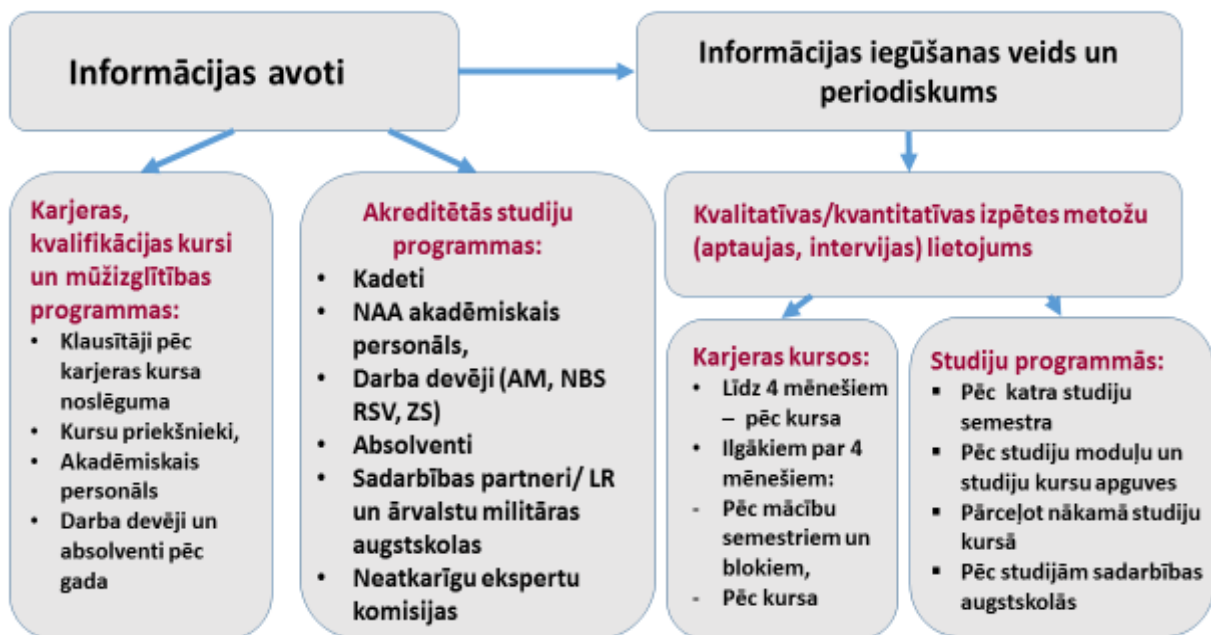 Informācijas avoti
Informācijas iegūšanas veids un
periodiskums
Karjeras,
kvalifikācijas kursi
un mūžizglītības
programmas:
• Klausītāji pēc
karjeras kursa
noslēguma
• Kursu priekšnieki,
• Akadēmiskais
personāls
• Darba devēji un
absolventi pēc
gada
Akreditētās studiju
programmas:
• Kadeti
• NAA akadēmiskais
personāls,
• Darba devēji (AM, NBS
RSV, ZS)
• Absolventi
• Sadarbības partneri/ LR
un ārvalstu militāras
augstskolas
• Neatkarīgu ekspertu
komisijas
Kvalitatīvas/kvantitatīvas izpētes metožu
(aptaujas, intervijas) lietojums
Karjeras kursos:
• Līdz 4 mēnešiem
– pēc kursa
• Ilgākiem par 4
mēnešiem:
- Pēc mācību
semestriem un
blokiem,
- Pēc kursa
Studiju programmās:
▪ Pēc katra studiju
semestra
▪ Pēc studiju moduļu un
studiju kursu apguves
▪ Pārceļot nākamā studiju
kursā
▪ Pēc studijām sadarbības
augstskolās